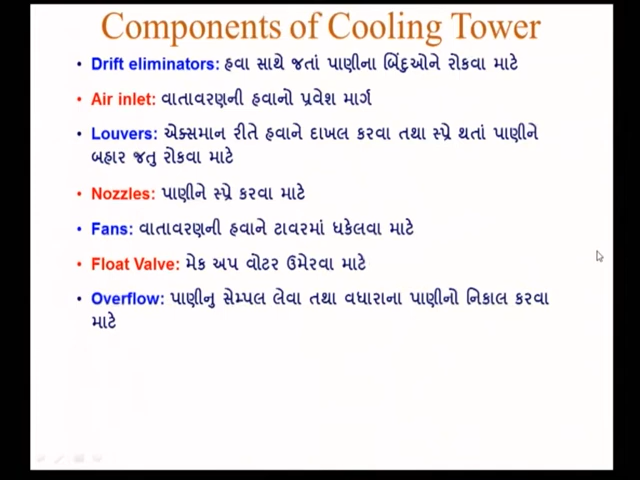 Components of Cooling Tower
• Drift eliminators: હવા સાથે જતાં પાણીના બિંદુઓને રોકવા માટે
• Air inlet: વાતાવરણની હવાનો પ્રવેશ માર્ગ
• Louvers: એક્સમાન રીતે હવાને દાખલ કરવા તથા સ્પ્રે થતાં પાણીને
બહાર જતુ રોકવા માટે
• Nozzles: પાણીને સ્પ્રે કરવા માટે
• Fans: વાતાવરણની હવાને ટાવરમાં ધકેલવા માટે
• Float Valve: મેક અપ વોટર ઉમેરવા માટે
• Overflow: પાણીનુ સેમ્પલ લેવા તથા વધારાના પાણીનો નિકાલ કરવા
માટે